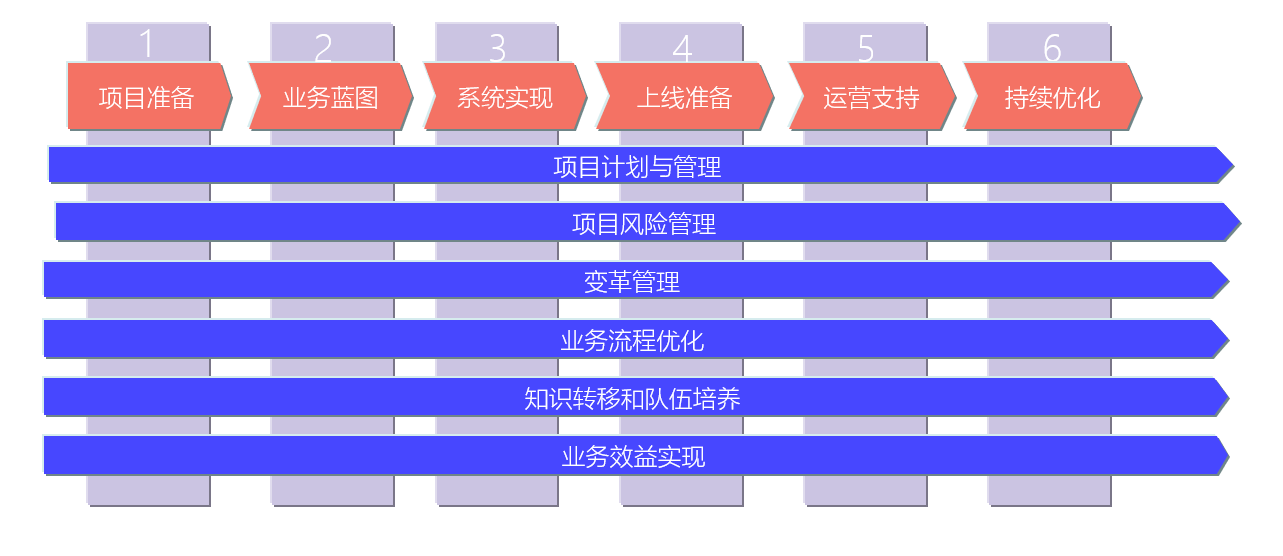 1 2 3 4 5 6
项目准备 业务蓝图 系统实现 上线准备 运营支持 持续优化
项目计划与管理
项目风险管理
变革管理
业务流程优化
知识转移和队伍培养
业务效益实现